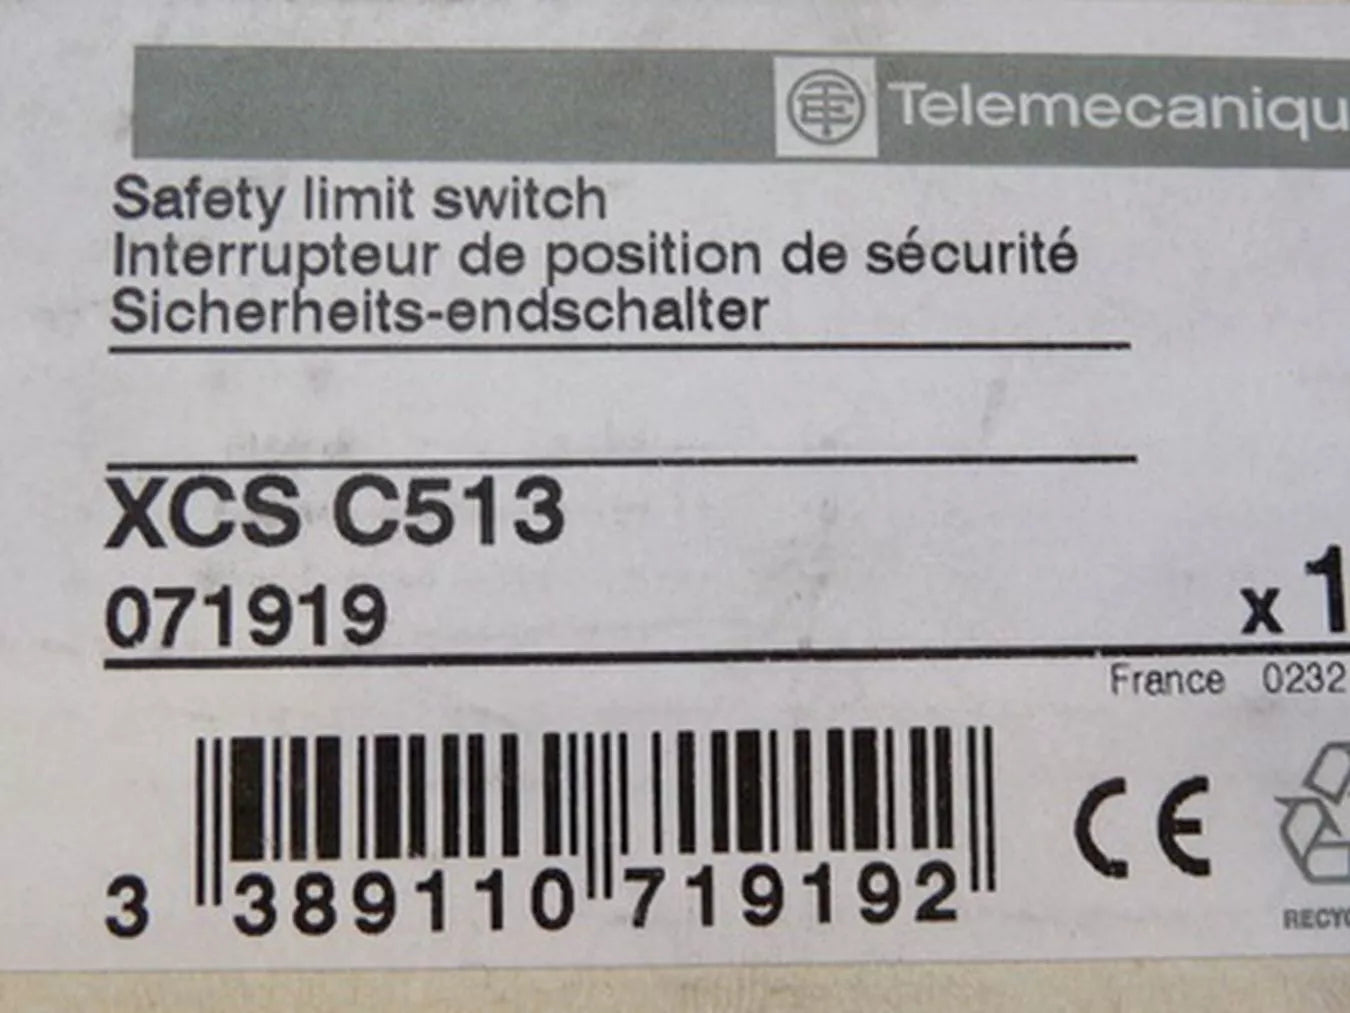 Telemecaniqu
Safety limit switch
Interrupteur de position de sécurité
Sicherheits-endschalter
XCS C513
071919
x 1
France 0232
3 389110 719192
CE
RECYC